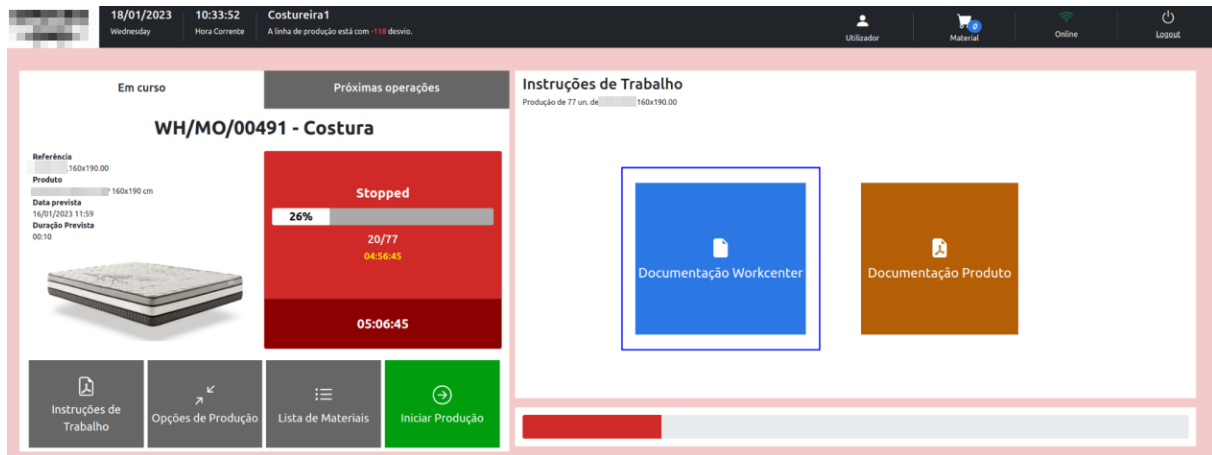 18/01/2023
Wednesday
10:33:52
Hora Corrente
Costureira1
A linha de produção está com -118 desvio.
Utilizador
0
Material
Online
Logout
Em curso
Próximas operações
WH/MO/00491 - Costura
Referência
.160x190.00
Produto
160x190 cm
Data prevista
16/01/2023 11:59
Duração Prevista
00:10
Stopped
26%
20/77
04:56:45
05:06:45
Instruções de
Trabalho
Opções de Produção
Lista de Materiais
Iniciar Produção
Instruções de Trabalho
Produção de 77 un. de 160x190.00
Documentação Workcenter
Documentação Produto